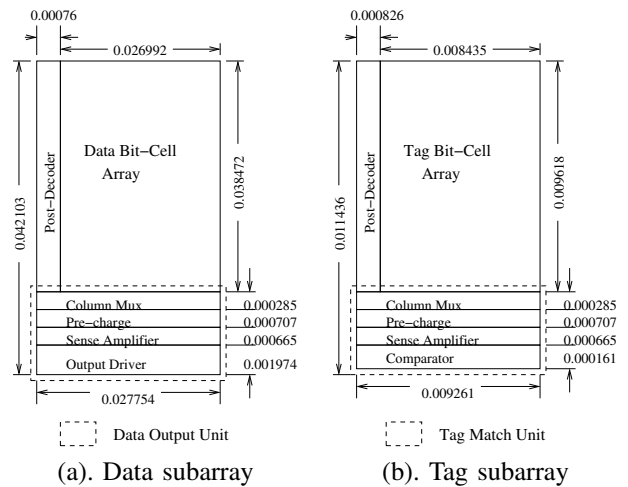 0.00076
0.026992
Data Bit-Cell
Array
Post-Decoder
0.038472
0.042103
Column Mux
Pre-charge
Sense Amplifier
Output Driver
0.000285
0.000707
0.000665
0.001974
0.027754
Data Output Unit
(a). Data subarray
0.000826
0.008435
Tag Bit-Cell
Array
Post-Decoder
0.009618
0.011436
Column Mux
Pre-charge
Sense Amplifier
Comparator
0.000285
0.000707
0.000665
0.000161
0.009261
Tag Match Unit
(b). Tag subarray